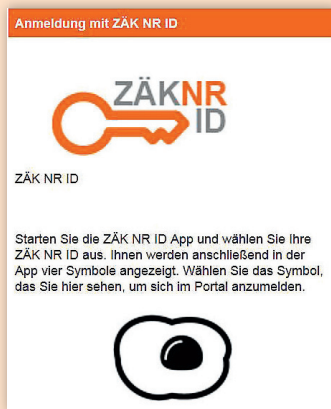 Anmeldung mit ZÄK NR ID
ZÄKNR
ID
ZÄK NR ID
Starten Sie die ZÄK NR ID App und wählen Sie Ihre
ZÄK NR ID aus. Ihnen werden anschließend in der
App vier Symbole angezeigt. Wählen Sie das Symbol,
das Sie hier sehen, um sich im Portal anzumelden.